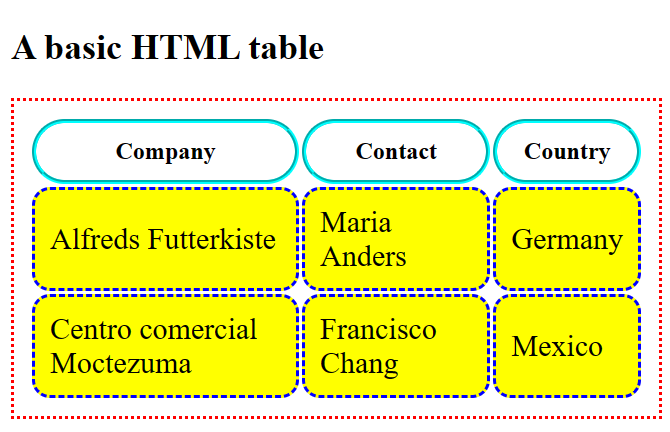 A basic HTML table
Company Contact Country
Alfreds Futterkiste Maria Anders Germany
Centro comercial Moctezuma Francisco Chang Mexico